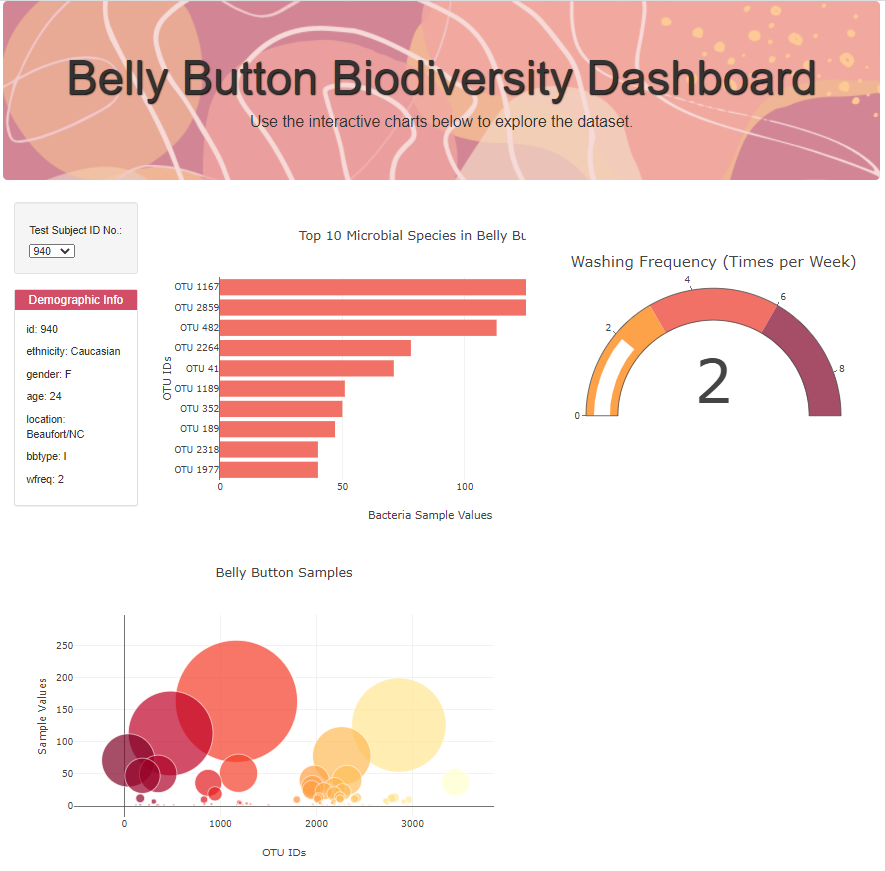 Belly Button Biodiversity Dashboard
Use the interactive charts below to explore the dataset.
Test Subject ID No.:
940
Demographic Info
id: 940
ethnicity: Caucasian
gender: F
age: 24
location:
Beaufort/NC
bbtype: I
wfreq: 2
Top 10 Microbial Species in Belly Bu
OTU IDs
OTU 1167
OTU 2859
OTU 482
OTU 2264
OTU 41
OTU 1189
OTU 352
OTU 189
OTU 2318
OTU 1977
0 50 100
Bacteria Sample Values
Washing Frequency (Times per Week)
0
2
4
6
8
2
Belly Button Samples
Sample Values
250
200
150
100
50
0
0 1000 2000 3000
OTU IDs